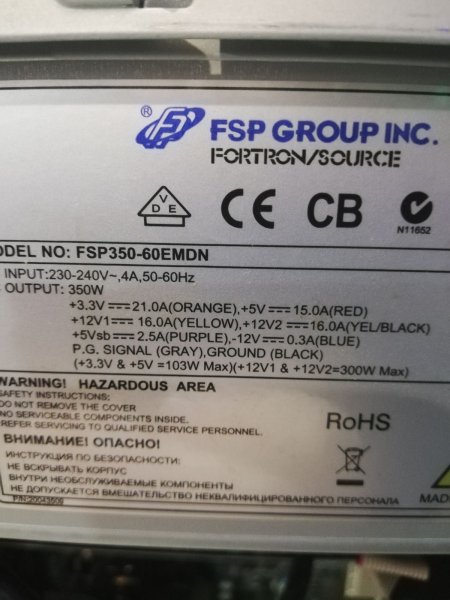 FSP GROUP INC.
FORTRON/SOURCE
VDE CE CB N11652
ODEL NO: FSP350-60EMDN
INPUT:230-240V~,4A,50-60Hz
OUTPUT: 350W
+3.3V⎓21.0A(ORANGE),+5V⎓15.0A(RED)
+12V1⎓16.0A(YELLOW),+12V2⎓16.0A(YEL/BLACK)
+5Vsb⎓2.5A(PURPLE),-12V⎓0.3A(BLUE)
P.G. SIGNAL (GRAY),GROUND (BLACK)
(+3.3V & +5V =103W Max)(+12V1 & +12V2=300W Max)
WARNING! HAZARDOUS AREA
SAFETY INSTRUCTIONS:
DO NOT REMOVE THE COVER
NO SERVICEABLE COMPONENTS INSIDE.
REFER SERVICING TO QUALIFIED SERVICE PERSONNEL.
RoHS
ВНИМАНИЕ! ОПАСНО!
ИНСТРУКЦИЯ ПО БЕЗОПАСНОСТИ:
НЕ ВСКРЫВАТЬ КОРПУС
ВНУТРИ НЕОБСЛУЖИВАЕМЫЕ КОМПОНЕНТЫ
НЕ ДОПУСКАЕТСЯ ВМЕШАТЕЛЬСТВО НЕКВАЛИФИЦИРОВАННОГО ПЕРСОНАЛА
MAD